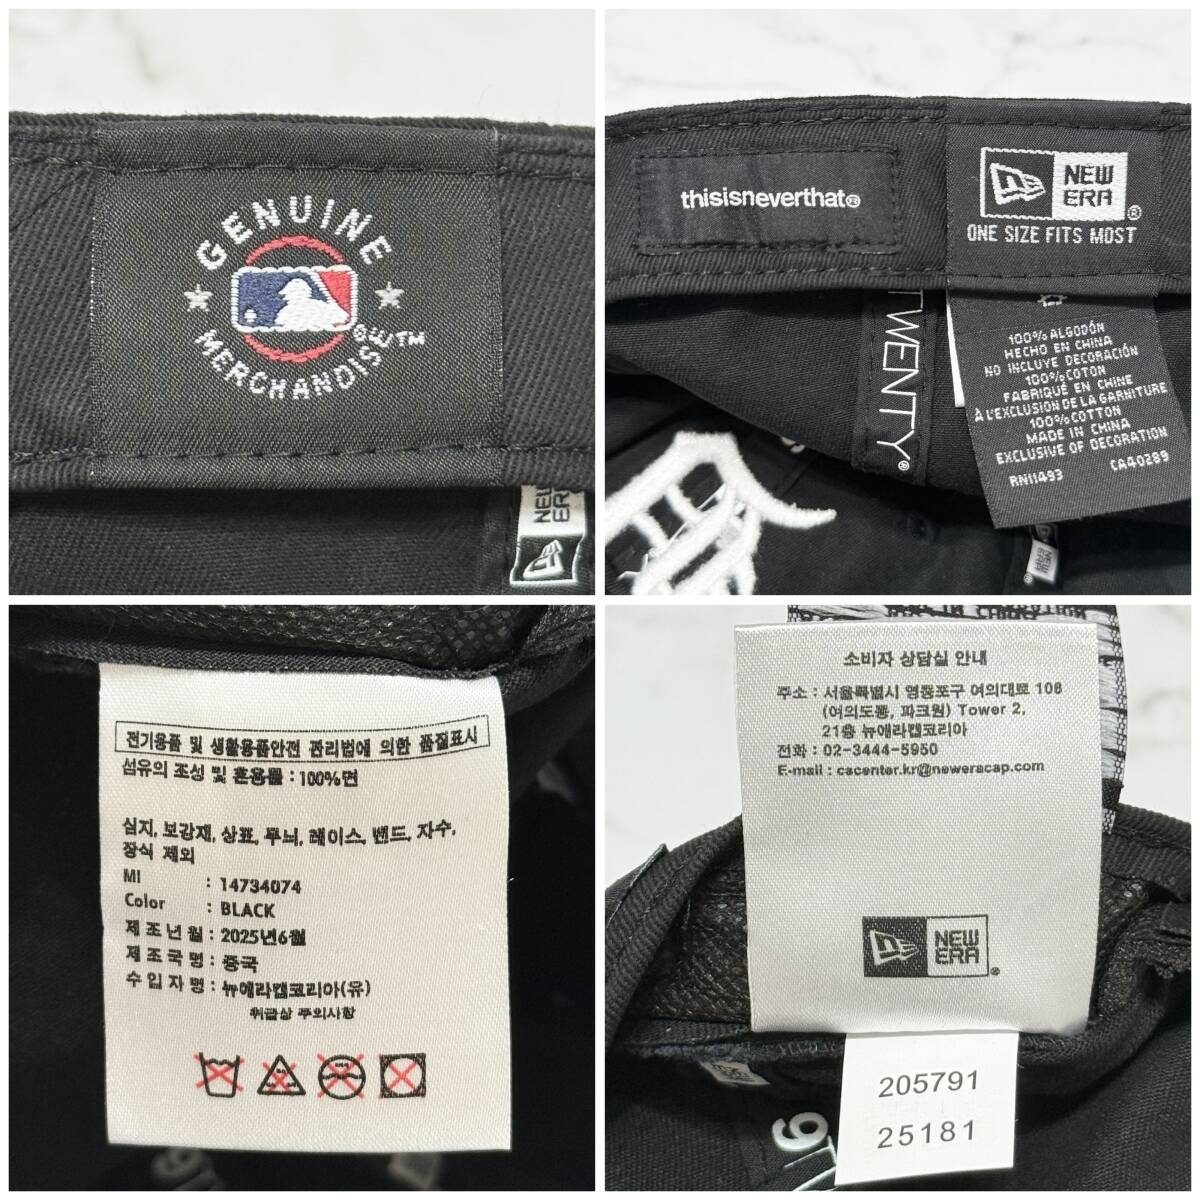 GENUINE
MERCHANDISE™
NEW
ERA
thisisneverthat®
NEW
ERA®
ONE SIZE FITS MOST
TWENTY®
100% ALGODÓN
HECHO EN CHINA
NO INCLUYE DECORACIÓN
100% COTON
FABRIQUÉ EN CHINE
À L'EXCLUSION DE LA GARNITURE
100% COTTON
MADE IN CHINA
EXCLUSIVE OF DECORATION
RN11493 CA40289
NEW
ERA
전기용품 및 생활용품안전 관리법에 의한 품질표시
섬유의 조성 및 혼용률 : 100%면
심지, 보강재, 상표, 무늬, 레이스, 밴드, 자수,
장식 제외
MI : 14734074
Color : BLACK
제조년월 : 2025년6월
제조국명 : 중국
수입자명 : 뉴에라캡코리아(유)
취급상 주의사항
소비자 상담실 안내
주소 : 서울특별시 영등포구 여의대로 108
(여의도동, 파크원) Tower 2,
21층 뉴에라캡코리아
전화 : 02-3444-5950
E-mail : cscenter.kr@neweracap.com
NEW
ERA®
205791
25181